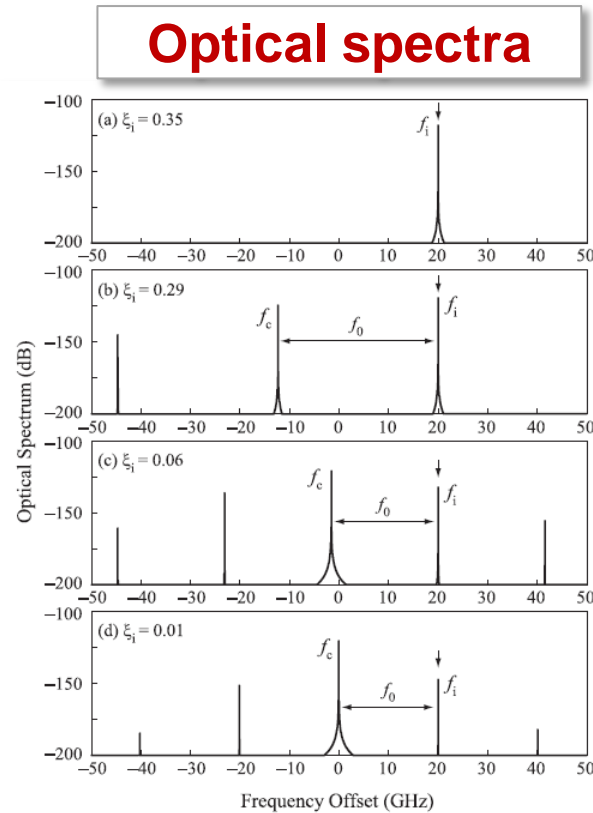 Optical spectra
Optical Spectrum (dB)
−100
−150
−200
(a) ξi = 0.35
fi
−50 −40 −30 −20 −10 0 10 20 30 40 50
−100
−150
−200
(b) ξi = 0.29
fc
f0
fi
−50 −40 −30 −20 −10 0 10 20 30 40 50
−100
−150
−200
(c) ξi = 0.06
fc
f0
fi
−50 −40 −30 −20 −10 0 10 20 30 40 50
−100
−150
−200
(d) ξi = 0.01
fc
f0
fi
−50 −40 −30 −20 −10 0 10 20 30 40 50
Frequency Offset (GHz)